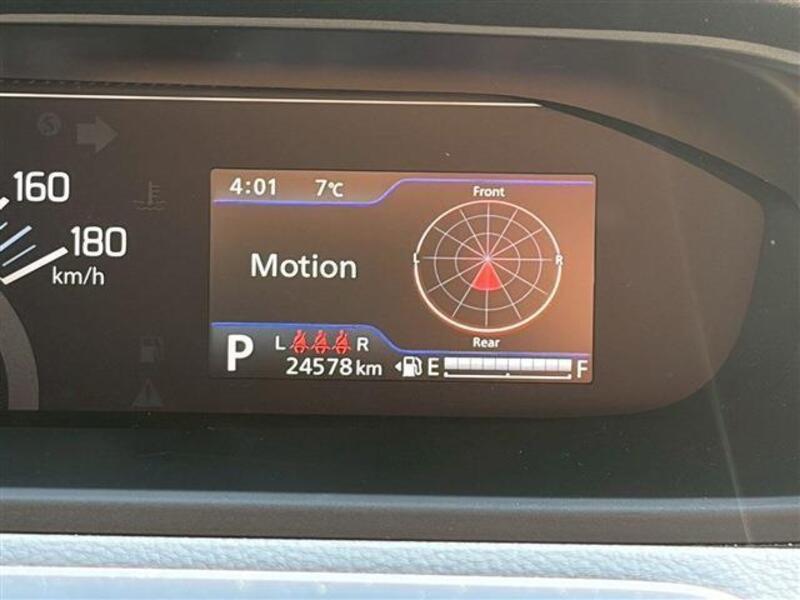 160
180
km/h
4:01 7℃
Front
L R
Motion
Rear
P
L R
24578 km
E F